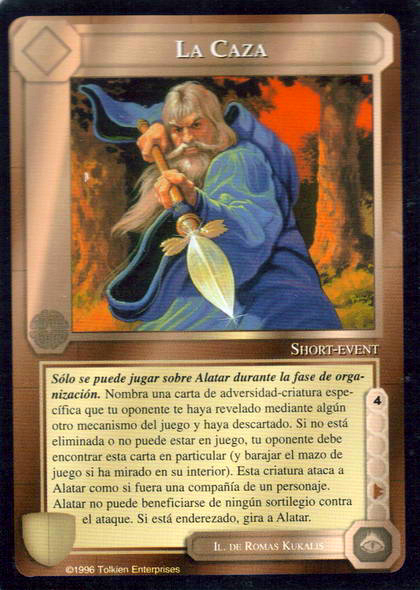 La Caza
Short-event
Sólo se puede jugar sobre Alatar durante la fase de orga-
nización. Nombra una carta de adversidad-criatura espe-
cífica que tu oponente te haya revelado mediante algún
otro mecanismo del juego y haya descartado. Si no está
eliminada o no puede estar en juego, tu oponente debe
encontrar esta carta en particular (y barajar el mazo de
juego si ha mirado en su interior). Esta criatura ataca a
Alatar como si fuera una compañía de un personaje.
Alatar no puede beneficiarse de ningún sortilegio contra
el ataque. Si está enderezado, gira a Alatar.
4
Il. de Romas Kukalis
©1996 Tolkien Enterprises